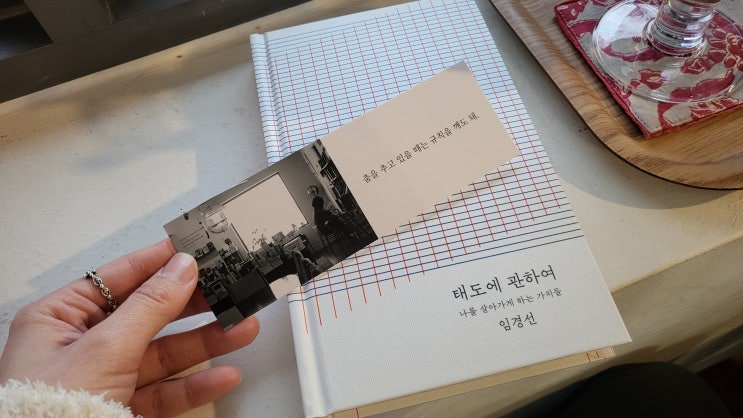 춤을 추고 있을 때는 규칙을 깨도 돼.
태도에 관하여
나를 살아가게 하는 가치들
임경선